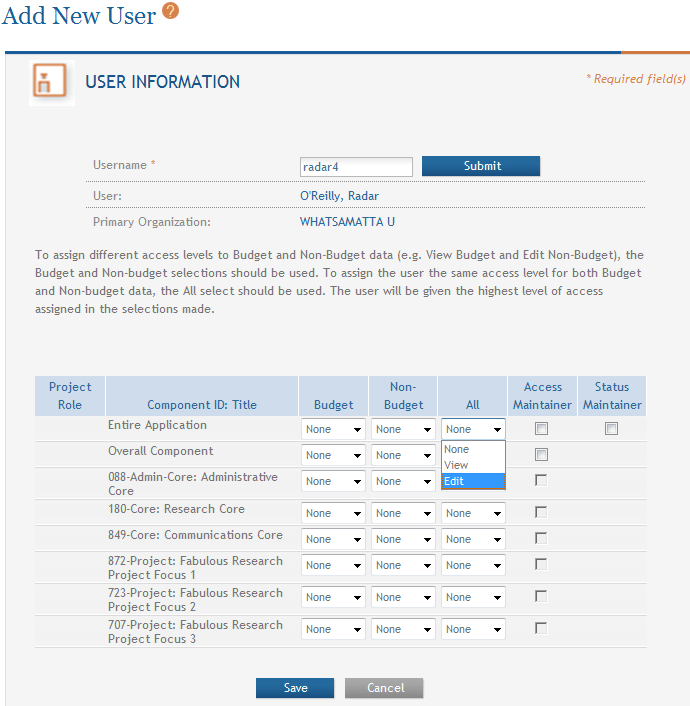 Add New User ?
USER INFORMATION
* Required field(s)
Username * radar4 Submit
User: O'Reilly, Radar
Primary Organization: WHATSAMATTA U
To assign different access levels to Budget and Non-Budget data (e.g. View Budget and Edit Non-Budget), the
Budget and Non-budget selections should be used. To assign the user the same access level for both Budget
and Non-budget data, the All select should be used. The user will be given the highest level of access
assigned in the selections made.
Project Role Component ID: Title Budget Non-Budget All Access Maintainer Status Maintainer
Entire Application None None None
None
View
Edit
Overall Component None None
088-Admin-Core: Administrative
Core None None
180-Core: Research Core None None None
849-Core: Communications Core None None None
872-Project: Fabulous Research
Project Focus 1 None None None
723-Project: Fabulous Research
Project Focus 2 None None None
707-Project: Fabulous Research
Project Focus 3 None None None
Save Cancel